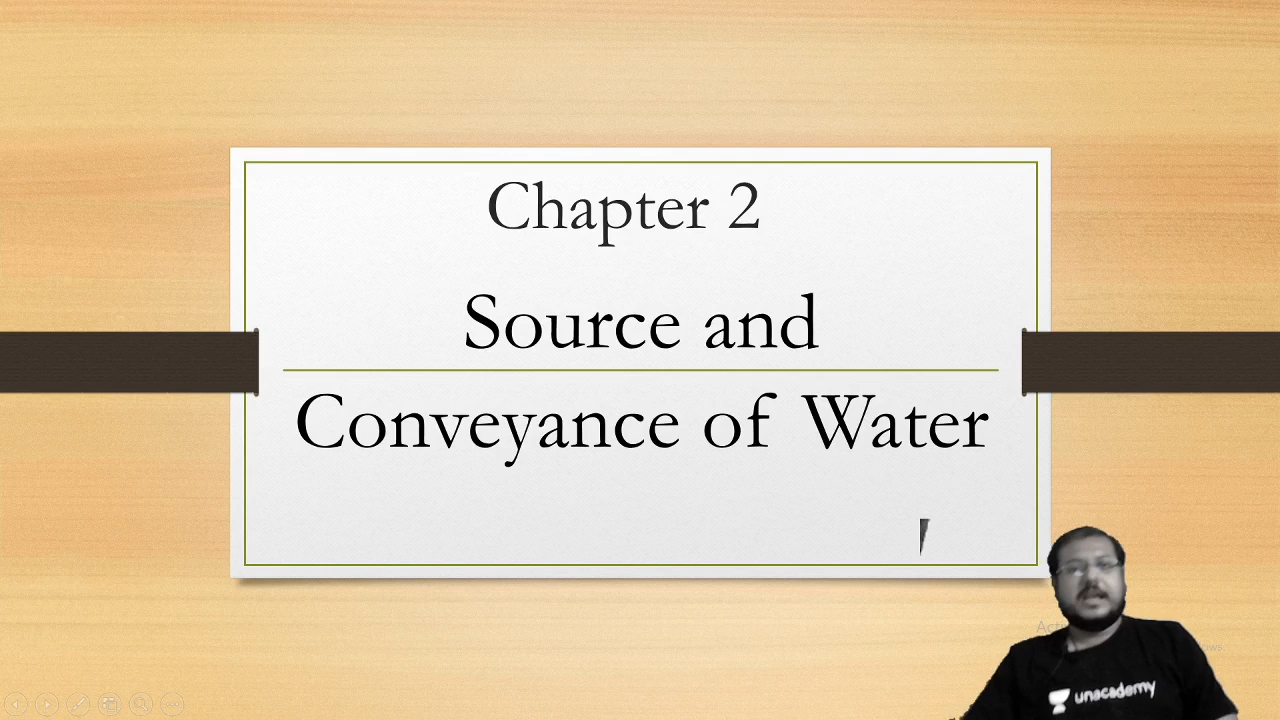 Chapter 2
Source and
Conveyance of Water
unacademy